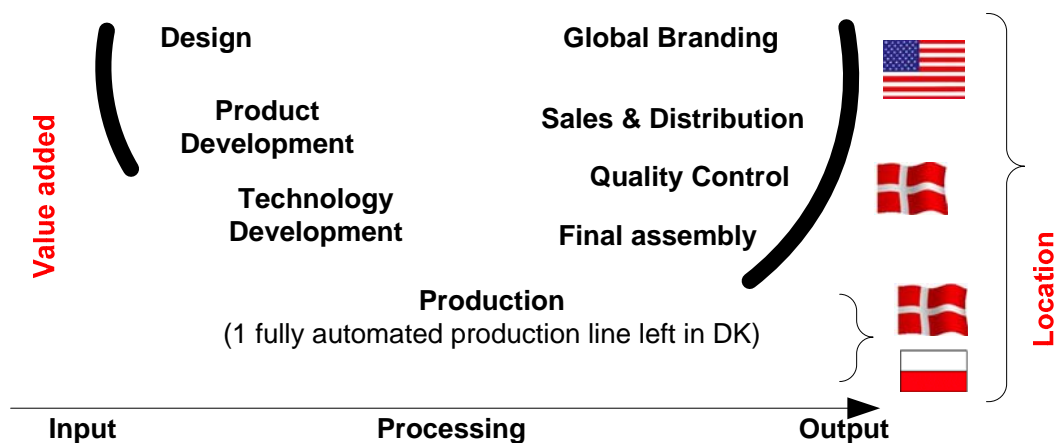 Design
Global Branding
Product
Development
Sales & Distribution
Quality Control
Technology
Development
Final assembly
Production
(1 fully automated production line left in DK)
Value added
Location
Input
Processing
Output